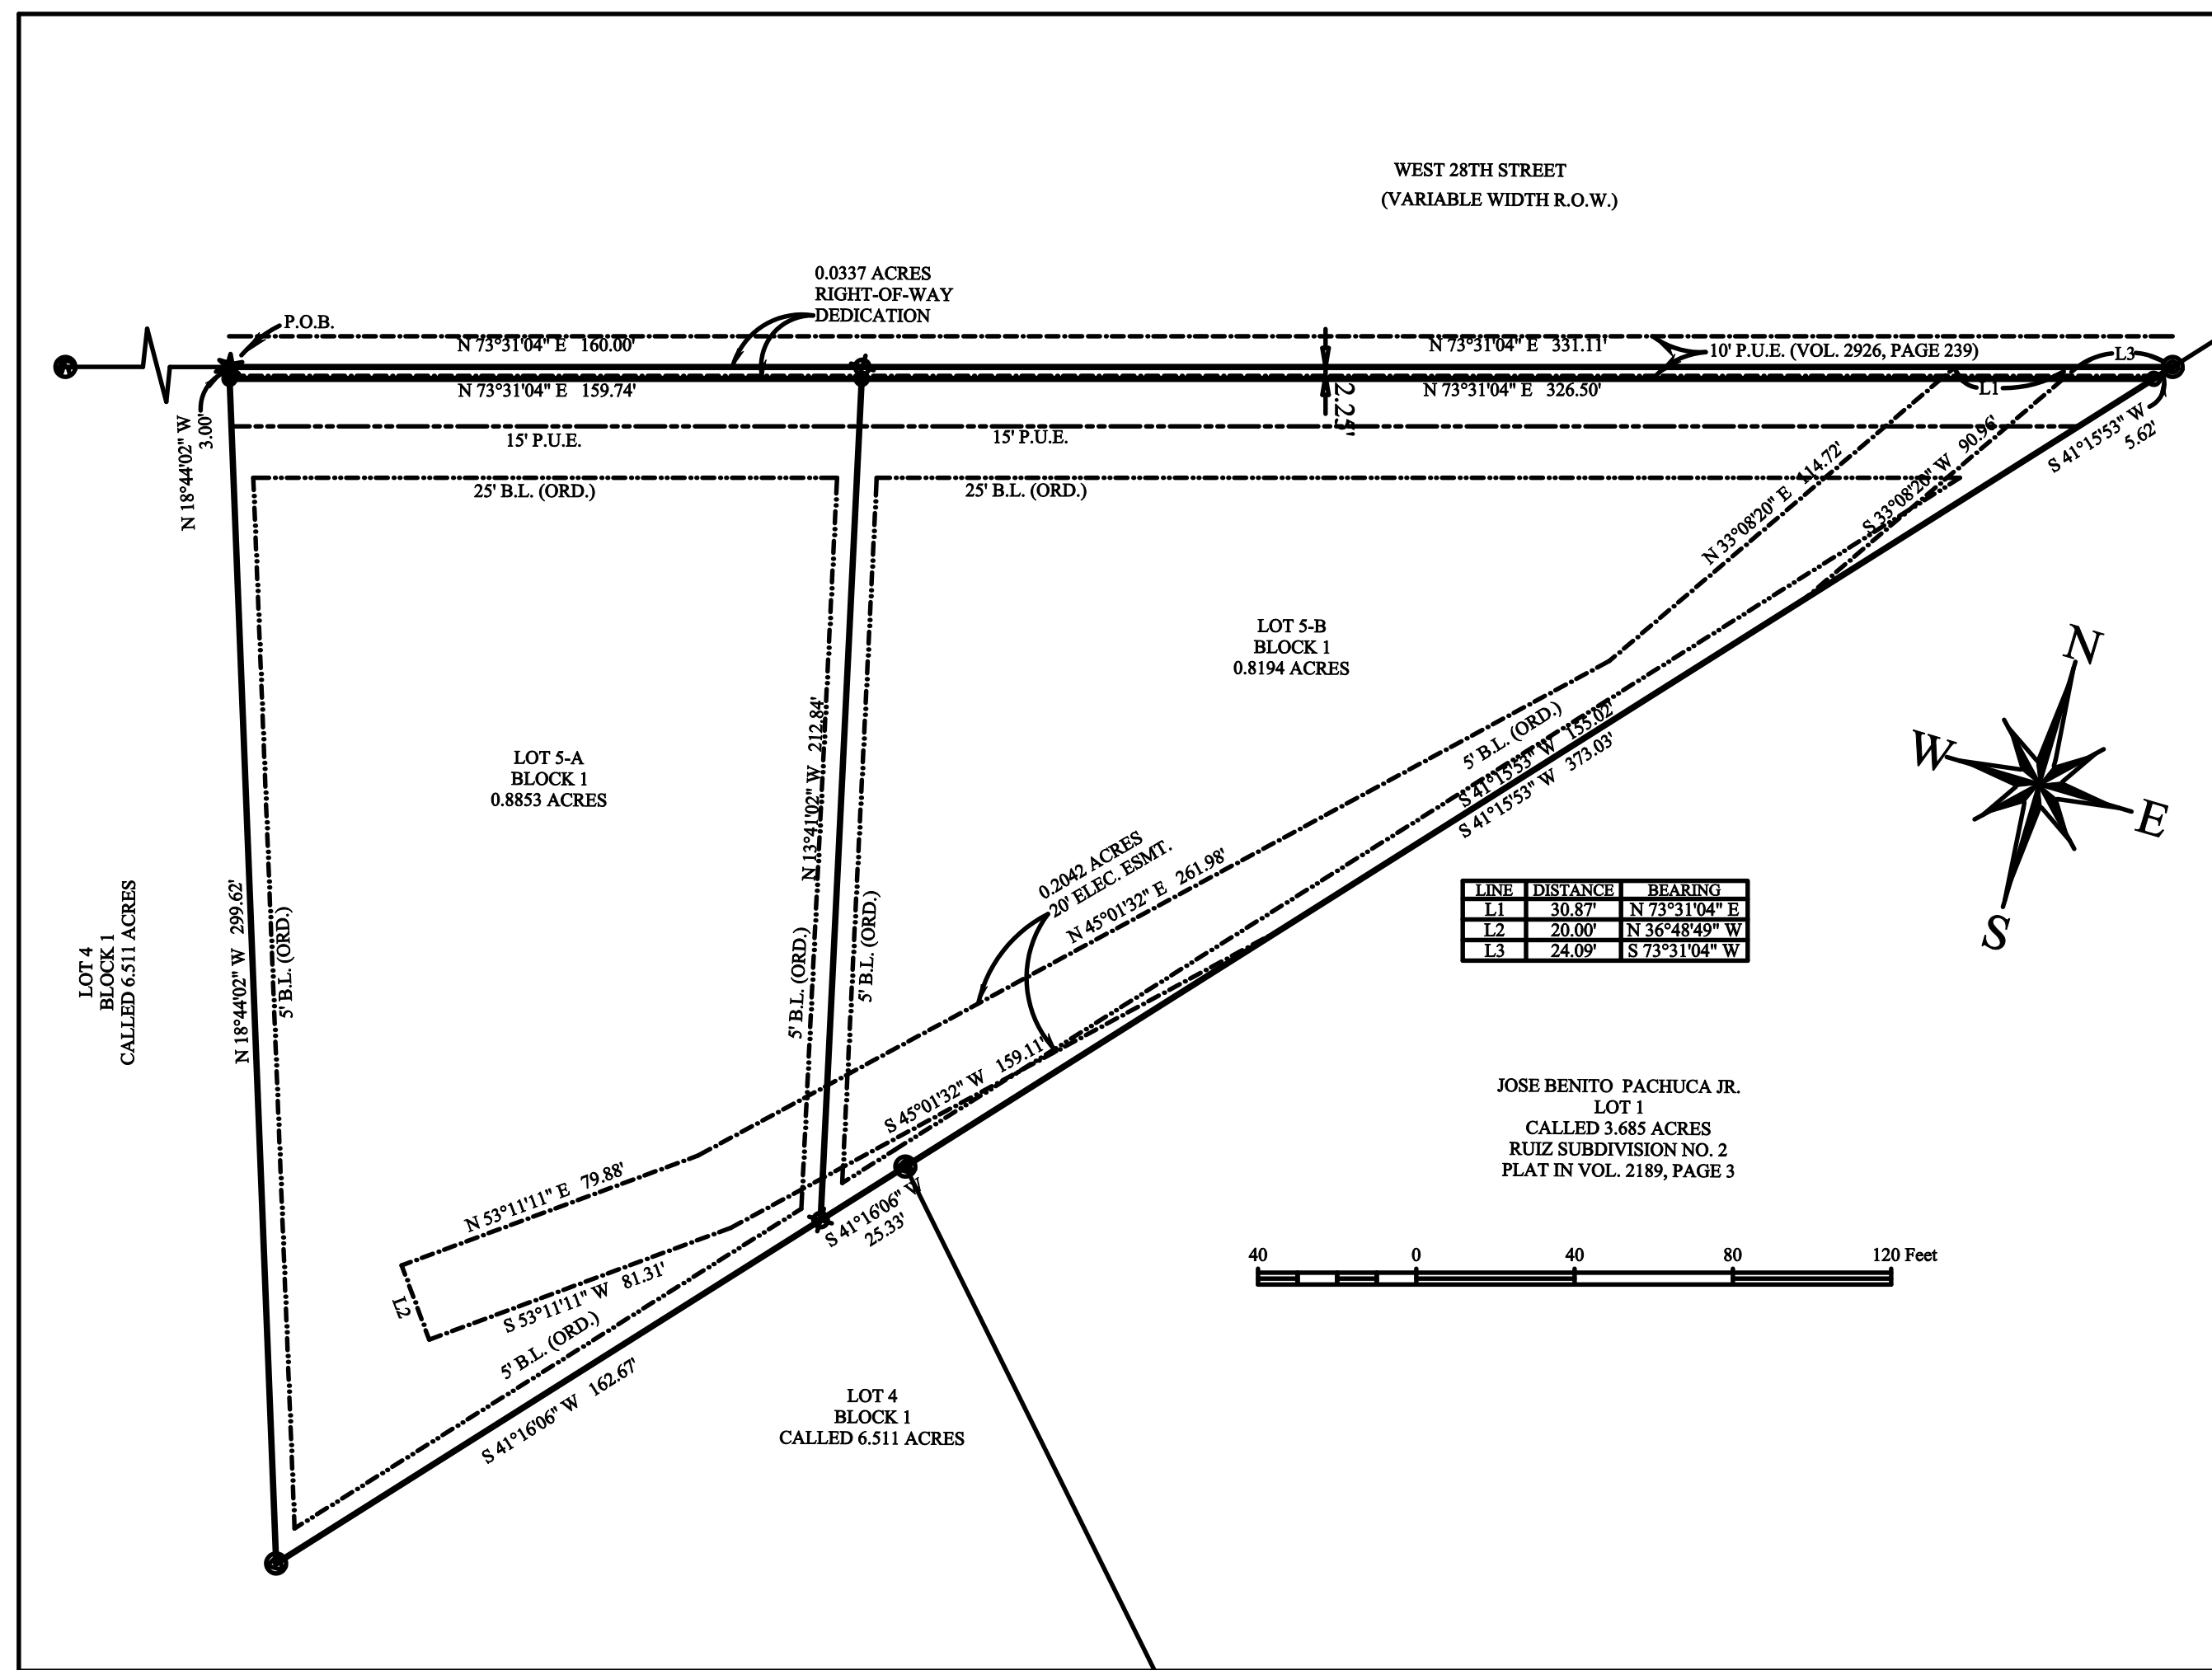 WEST 28TH STREET
(VARIABLE WIDTH R.O.W.)
0.0337 ACRES
RIGHT-OF-WAY
DEDICATION
P.O.B.
N 73°31'04" E 160.00'
N 73°31'04" E 331.11'
10' P.U.E. (VOL. 2926, PAGE 239)
L3
N 73°31'04" E 159.74'
N 73°31'04" E 326.50'
2.25'
L1
N 18°44'02" W
3.00'
15' P.U.E.
15' P.U.E.
S 41°15'53" W
5.62'
25' B.L. (ORD.)
25' B.L. (ORD.)
N 33°08'20" E 114.72'
S 33°08'20" W 90.96'
LOT 5-B
BLOCK 1
0.8194 ACRES
N
W
E
S
LOT 5-A
BLOCK 1
0.8853 ACRES
N 13°41'02" W 212.84'
5' B.L. (ORD.)
S 41°15'53" W 155.02'
S 41°15'53" W 373.03'
0.2042 ACRES
20' ELEC. ESMT.
N 45°01'32" E 261.98'
LINE DISTANCE BEARING
L1 30.87' N 73°31'04" E
L2 20.00' N 36°48'49" W
L3 24.09' S 73°31'04" W
LOT 4
BLOCK 1
CALLED 6.511 ACRES
N 18°44'02" W 299.62'
5' B.L. (ORD.)
5' B.L. (ORD.)
5' B.L. (ORD.)
S 45°01'32" W 159.11'
JOSE BENITO PACHUCA JR.
LOT 1
CALLED 3.685 ACRES
RUIZ SUBDIVISION NO. 2
PLAT IN VOL. 2189, PAGE 3
N 53°11'11" E 79.88'
S 41°16'06" W
25.33'
L2
S 53°11'11" W 81.31'
5' B.L. (ORD.)
S 41°16'06" W 162.67'
40 0 40 80 120 Feet
LOT 4
BLOCK 1
CALLED 6.511 ACRES